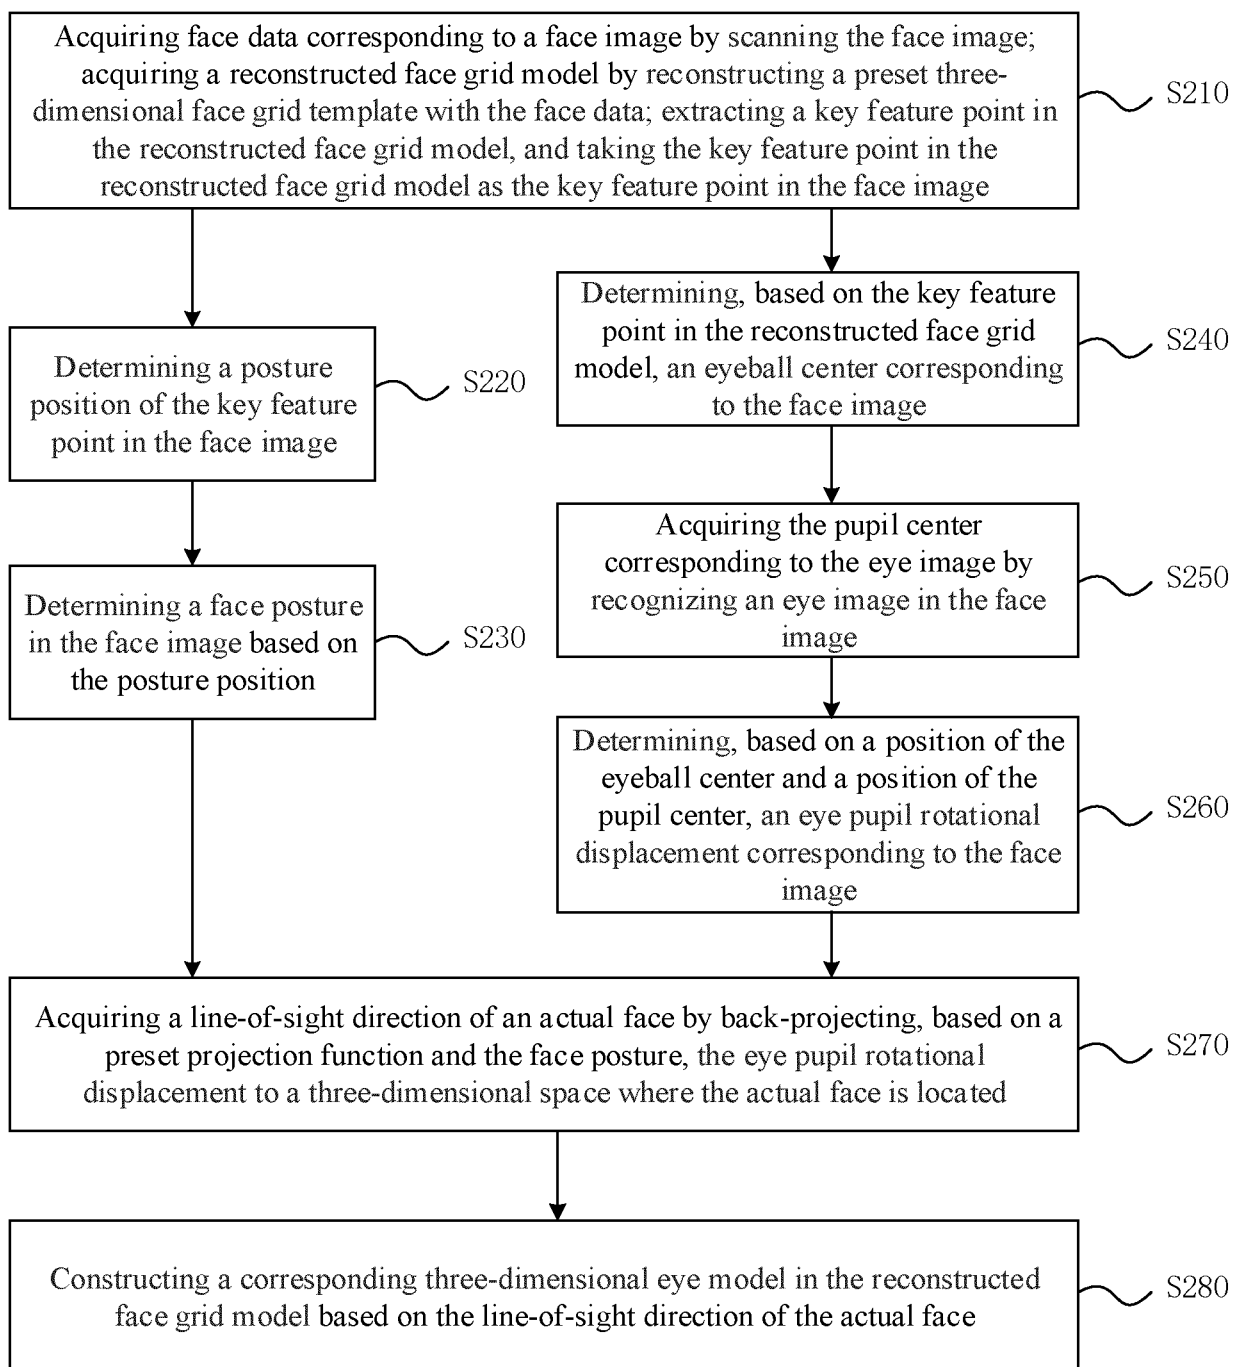 Acquiring face data corresponding to a face image by scanning the face image;
acquiring a reconstructed face grid model by reconstructing a preset three-
dimensional face grid template with the face data; extracting a key feature point in
the reconstructed face grid model, and taking the key feature point in the
reconstructed face grid model as the key feature point in the face image
S210
Determining a posture
position of the key feature
point in the face image
S220
Determining a face posture
in the face image based on
the posture position
S230
Determining, based on the key feature
point in the reconstructed face grid
model, an eyeball center corresponding
to the face image
S240
Acquiring the pupil center
corresponding to the eye image by
recognizing an eye image in the face
image
S250
Determining, based on a position of the
eyeball center and a position of the
pupil center, an eye pupil rotational
displacement corresponding to the face
image
S260
Acquiring a line-of-sight direction of an actual face by back-projecting, based on a
preset projection function and the face posture, the eye pupil rotational
displacement to a three-dimensional space where the actual face is located
S270
Constructing a corresponding three-dimensional eye model in the reconstructed
face grid model based on the line-of-sight direction of the actual face
S280